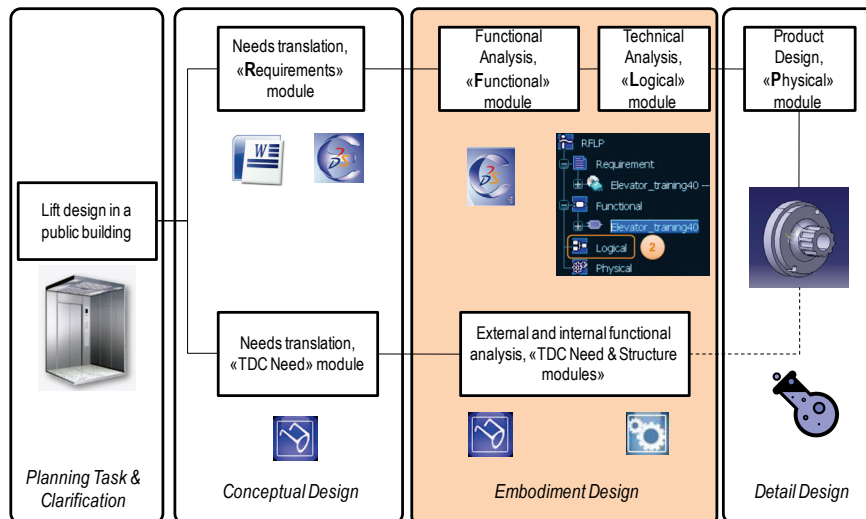 Needs translation,
«Requirements»
module
Functional
Analysis,
«Functional»
module
Technical
Analysis,
«Logical»
module
Product
Design,
«Physical»
module
W
DS
DS
RFLP
Requirement
Elevator_training40 --
Functional
Elevator_training40
Logical
2
Physical
Lift design in a
public building
Needs translation,
«TDC Need» module
External and internal functional
analysis, «TDC Need & Structure
modules»
Planning Task &
Clarification
Conceptual Design
Embodiment Design
Detail Design